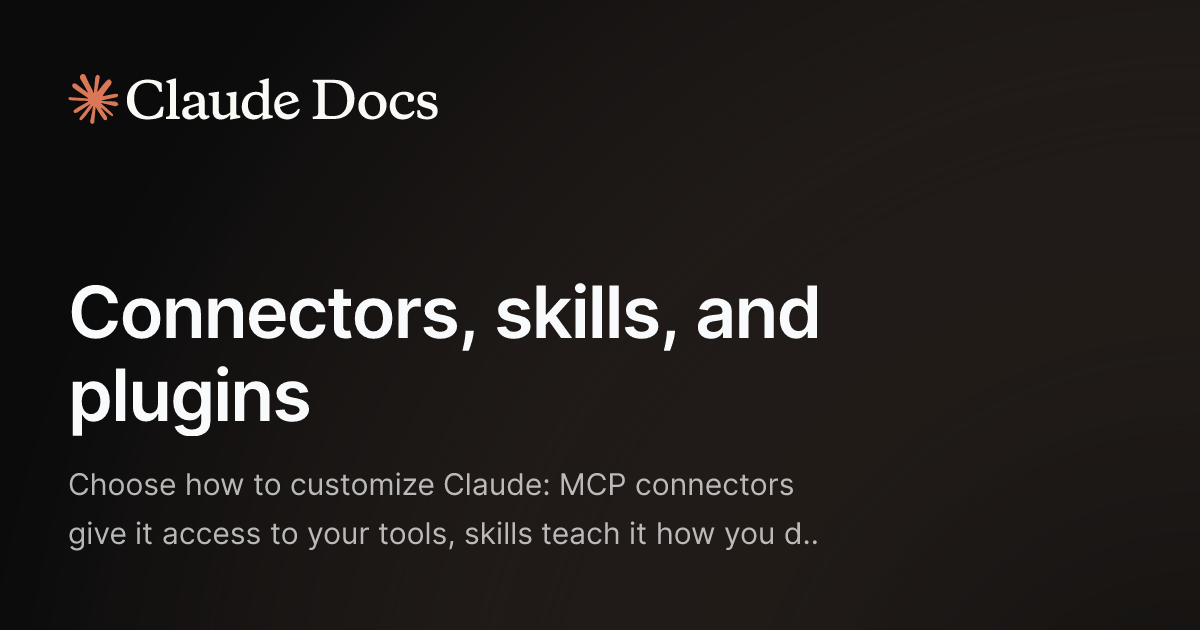 Claude Docs
Connectors, skills, and
plugins
Choose how to customize Claude: MCP connectors
give it access to your tools, skills teach it how you d..